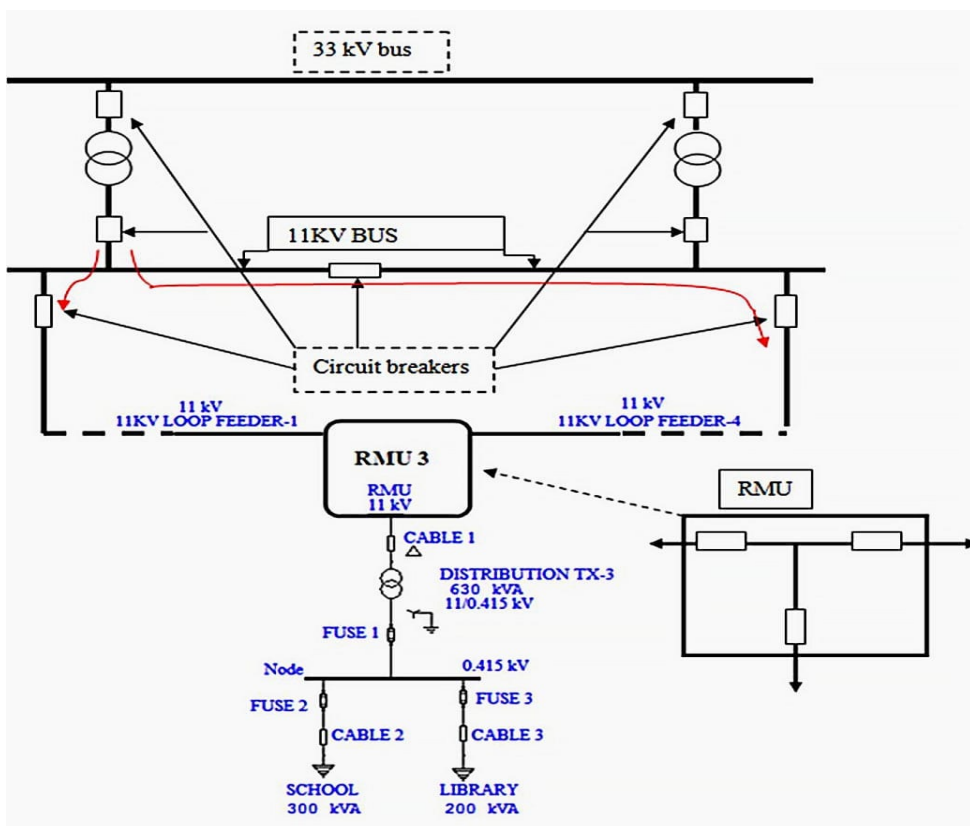 33 kV bus
11KV BUS
Circuit breakers
11 kV
11KV LOOP FEEDER-1
11 kV
11KV LOOP FEEDER-4
RMU 3
RMU
11 kV
RMU
CABLE 1
DISTRIBUTION TX-3
630 kVA
11/0.415 kV
FUSE 1
Node
0.415 kV
FUSE 2
FUSE 3
CABLE 2
CABLE 3
SCHOOL
300 kVA
LIBRARY
200 kVA